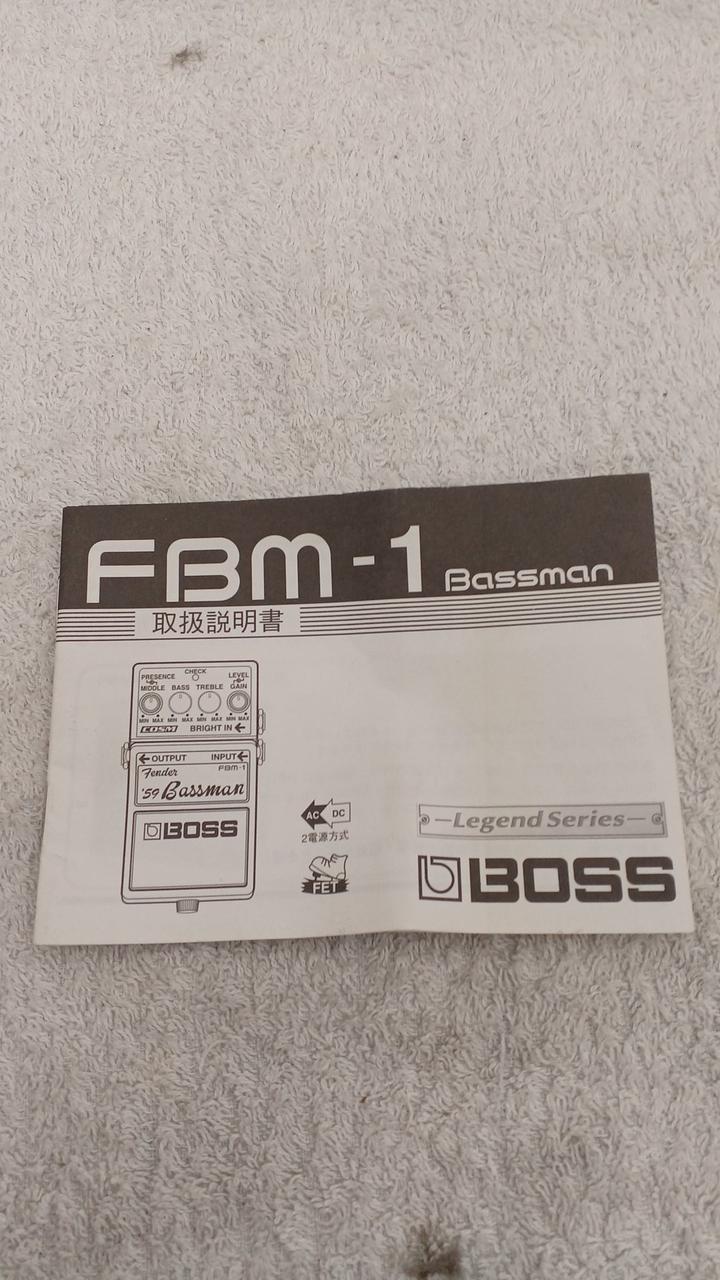 FBM-1 Bassman
取扱説明書
CHECK
PRESENCE LEVEL
MIDDLE BASS TREBLE GAIN
MIN MAX MIN MAX MIN MAX MIN MAX
COSM BRIGHT IN
OUTPUT INPUT
Fender FBM-1
'59 Bassman
BOSS
AC DC
2電源方式
FET
Legend Series
BOSS